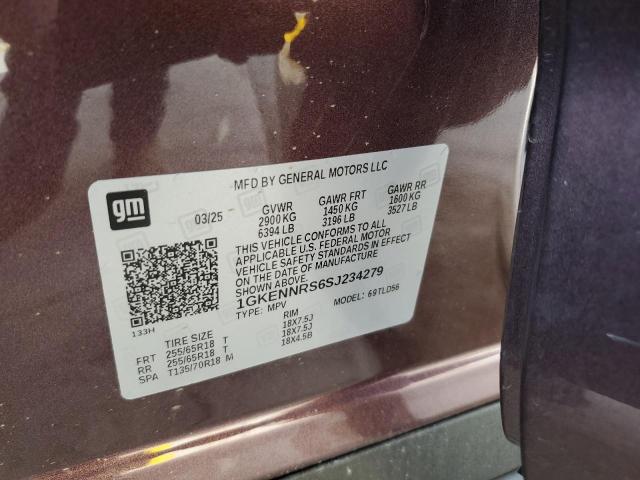 gm
MFD BY GENERAL MOTORS LLC
03/25 GVWR GAWR FRT GAWR RR
2900 KG 1450 KG 1600 KG
6394 LB 3196 LB 3527 LB
THIS VEHICLE CONFORMS TO ALL
APPLICABLE U.S. FEDERAL MOTOR
VEHICLE SAFETY STANDARDS IN EFFECT
ON THE DATE OF MANUFACTURE
SHOWN ABOVE.
1GKENNRS6SJ234279
TYPE: MPV MODEL: 69TLD56
133H
TIRE SIZE RIM
FRT 255/65R18 T 18X7.5J
RR 255/65R18 T 18X7.5J
SPA T135/70R18 M 18X4.5B